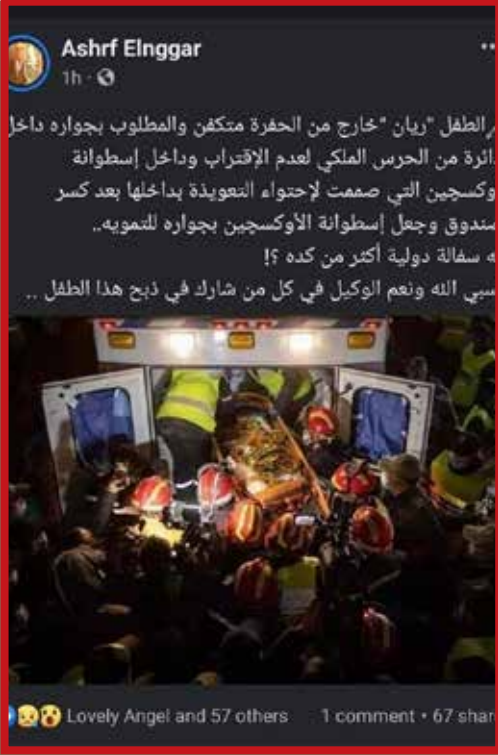 Ashrf Elnggar
1h
الطفل "ريان "خارج من الحفرة متكفن والمطلوب بجواره داخل
من الحرس الملكي لعدم الإقتراب وداخل إسطوانة
التي صممت لإحتواء التعويذة بداخلها بعد كسر
وجعل إسطوانة الأوكسجين بجواره للتمويه..
سفالة دولية أكثر من كده ؟!
الله ونعم الوكيل في كل من شارك في ذبح هذا الطفل ..
Lovely Angel and 57 others 1 comment • 67